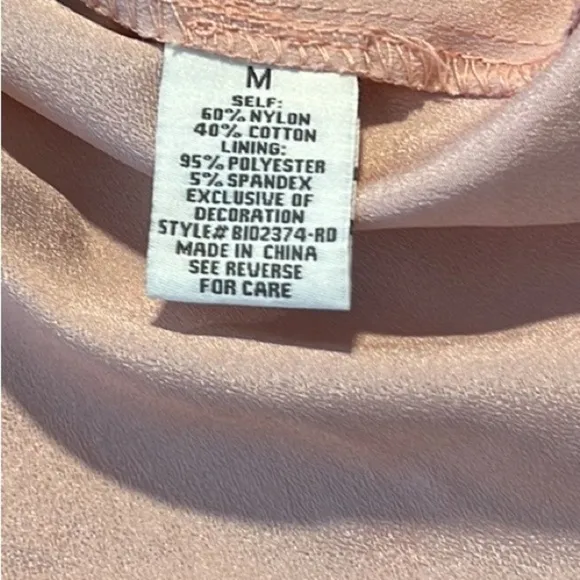 M
SELF:
60% NYLON
40% COTTON
LINING:
95% POLYESTER
5% SPANDEX
EXCLUSIVE OF
DECORATION
STYLE# BI02374-RD
MADE IN CHINA
SEE REVERSE
FOR CARE